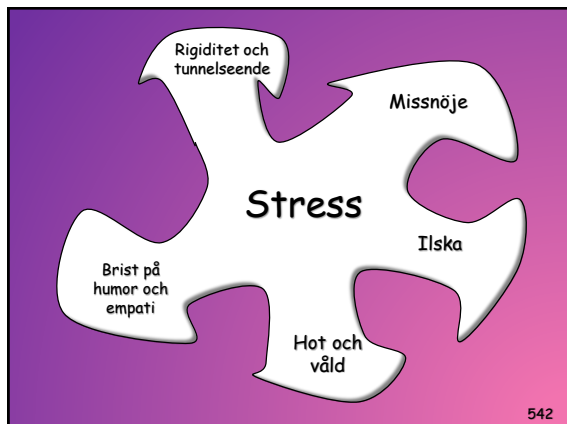 Rigiditet och
tunnelseende
Missnöje
Stress
Ilska
Brist på
humor och
empati
Hot och
våld
542